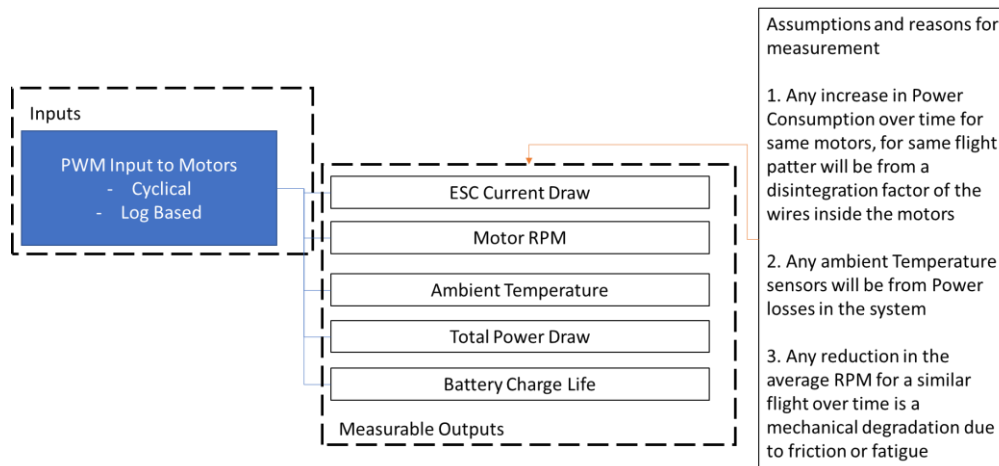 Inputs
PWM Input to Motors
- Cyclical
- Log Based
ESC Current Draw
Motor RPM
Ambient Temperature
Total Power Draw
Battery Charge Life
Measurable Outputs
Assumptions and reasons for
measurement
1. Any increase in Power
Consumption over time for
same motors, for same flight
patter will be from a
disintegration factor of the
wires inside the motors
2. Any ambient Temperature
sensors will be from Power
losses in the system
3. Any reduction in the
average RPM for a similar
flight over time is a
mechanical degradation due
to friction or fatigue